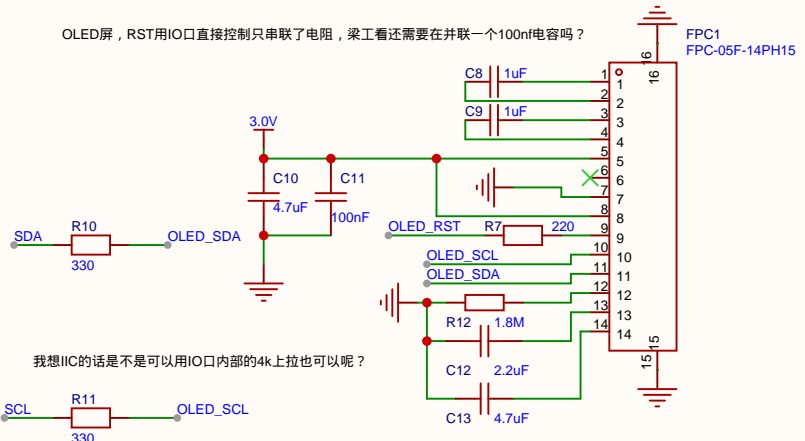 OLED屏，RST用IO口直接控制只串联了电阻，梁工看还需要在并联一个100nf电容吗？
FPC1
FPC-05F-14PH15
16
16
C8 1uF
1 1
2 2
C9 1uF
3 3
4 4
3.0V
5 5
6 6
C10 C11
4.7uF 100nF
7 7
8 8
OLED_RST R7 220
9 9
SDA R10 OLED_SDA
330
OLED_SCL
10 10
OLED_SDA
11 11
12 12
R12 1.8M
13 13
14 14
C12 2.2uF
15 15
我想IIC的话是不是可以用IO口内部的4k上拉也可以呢？
SCL R11 OLED_SCL
330
C13 4.7uF